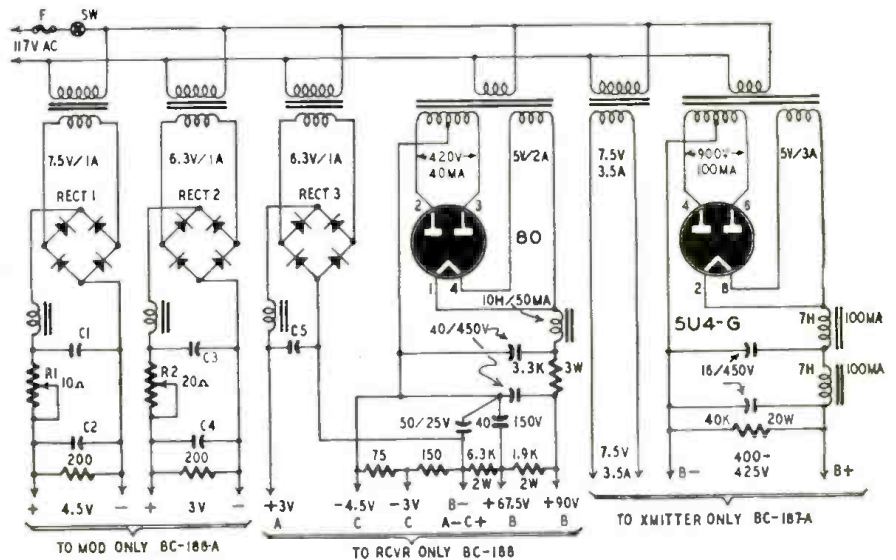 F SW
117V AC
7.5V/1A 6.3V/1A 6.3V/1A 420V 40MA 5V/2A 7.5V 3.5A 900V 100MA 5V/3A
RECT 1 RECT 2 RECT 3
2 3 4 6
80
1 4 2 8
10H/50MA
5U4-G
7H 100MA
C1 C3 C5
40/450V
3.3K 3W
R1 10Ω R2 20Ω
16/450V
7H 100MA
C2 C4
50/25V 40 150V
40K 20W
200 200 75 150 6.3K 2W 1.9K 2W
7.5V 3.5A
400→ 425V
+ 4.5V − + 3V −
+3V A −4.5V C −3V C B− A−C+ +67.5V B +90V B
B− B+
TO MOD ONLY BC-188-A
TO RCVR ONLY BC-188
TO XMITTER ONLY BC-187-A